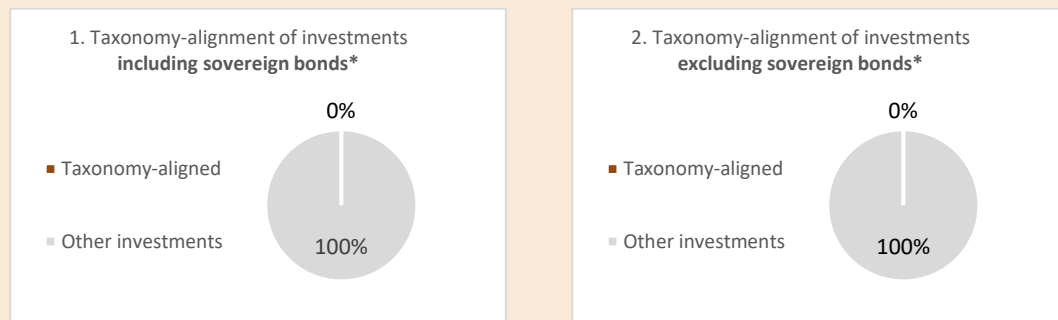 1. Taxonomy-alignment of investments
including sovereign bonds*
0%
Taxonomy-aligned
Other investments
100%
2. Taxonomy-alignment of investments
excluding sovereign bonds*
0%
Taxonomy-aligned
Other investments
100%